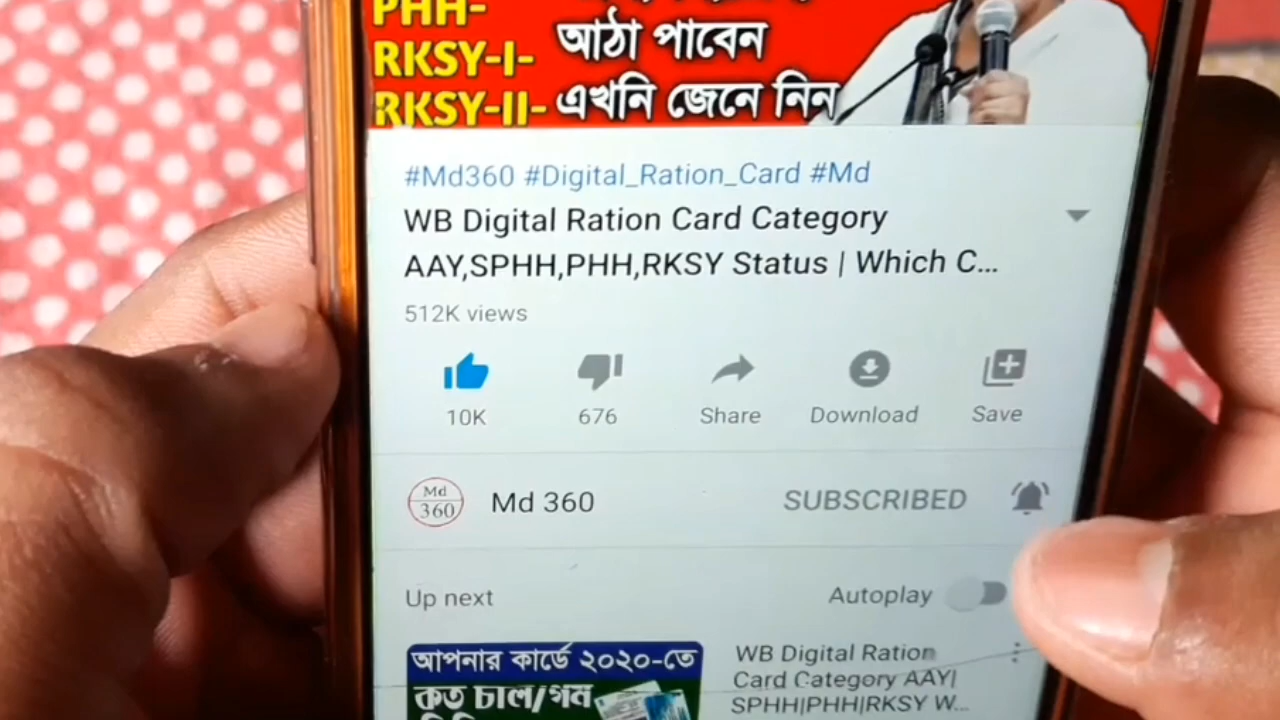 PHH-
RKSY-I- আঠা পাবেন
RKSY-II- এখনি জেনে নিন
#Md360 #Digital_Ration_Card #Md
WB Digital Ration Card Category
AAY,SPHH,PHH,RKSY Status | Which C...
512K views
10K
676
Share
Download
Save
Md
360
Md 360
SUBSCRIBED
Up next
Autoplay
আপনার কার্ডে ২০২০-তে
কত চাল/গম
WB Digital Ration
Card Category AAY|
SPHH|PHH|RKSY W...